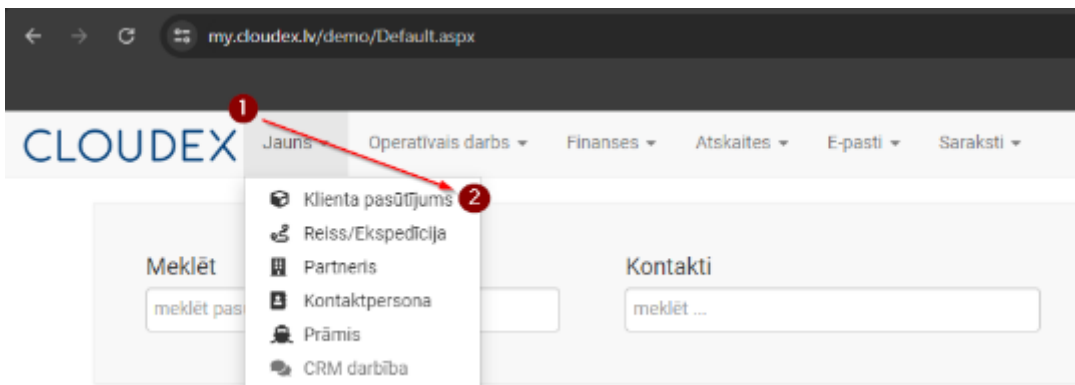 my.cloudex.lv/demo/Default.aspx
1
CLOUDEX Jauns Operatīvais darbs Finanses Atskaites E-pasti Saraksti
Klienta pasūtījums 2
Reiss/Ekspedīcija
Meklēt Partneris Kontakti
meklēt Kontaktpersona meklēt ...
Prāmis
CRM darbība